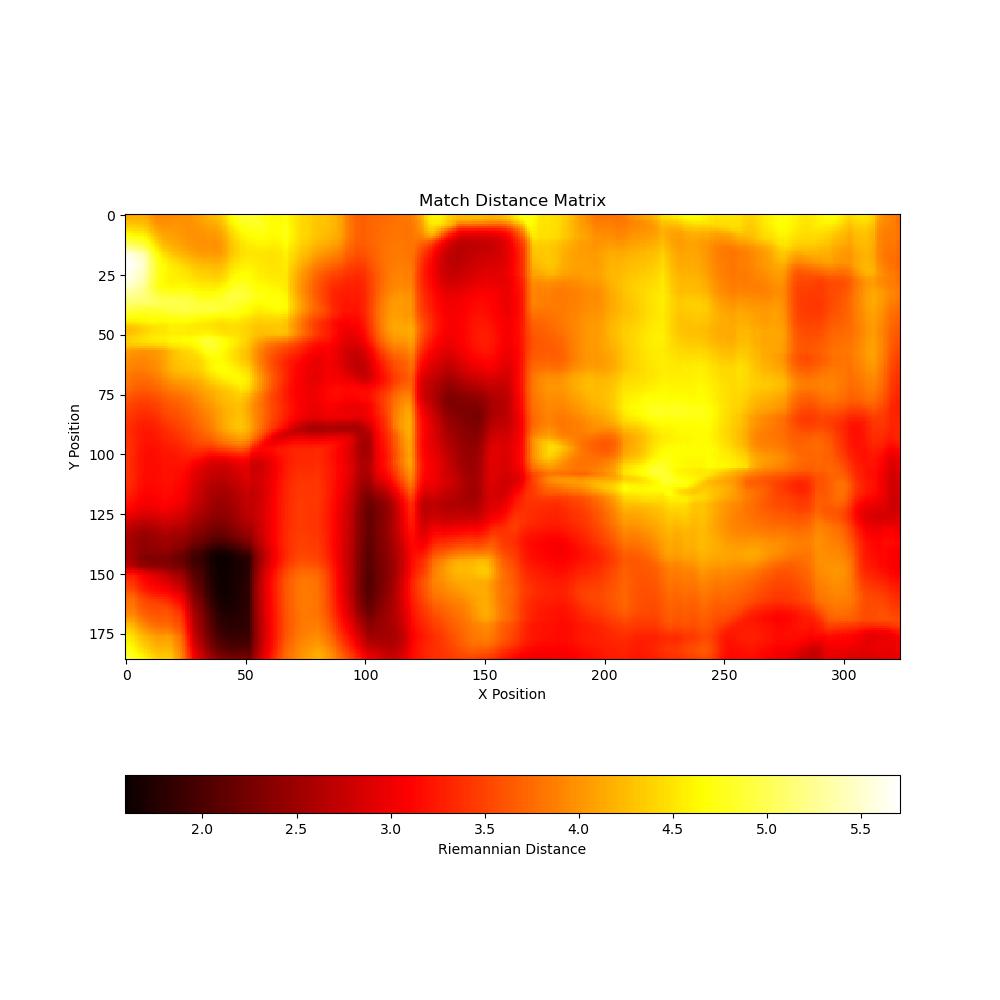 Match Distance Matrix
0
25
50
75
100
125
150
175
Y Position
0 50 100 150 200 250 300
X Position
2.0 2.5 3.0 3.5 4.0 4.5 5.0 5.5
Riemannian Distance